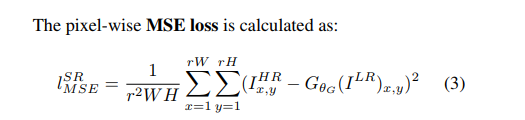 The pixel-wise MSE loss is calculated as:
l^{SR}_{MSE} = \frac{1}{r^2WH} \sum_{x=1}^{rW} \sum_{y=1}^{rH} (I^{HR}_{x,y} - G_{\theta_G}(I^{LR})_{x,y})^2 (3)